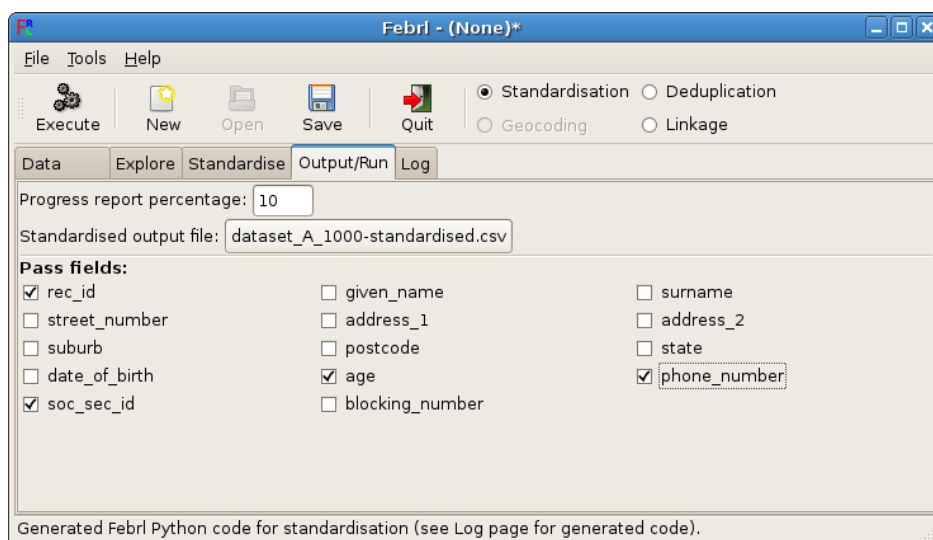 FRL Febrl - (None)*
File Tools Help
Standardisation Deduplication
Execute New Open Save Quit Geocoding Linkage
Data Explore Standardise Output/Run Log
Progress report percentage: 10
Standardised output file: dataset_A_1000-standardised.csv
Pass fields:
rec_id given_name surname
street_number address_1 address_2
suburb postcode state
date_of_birth age phone_number
soc_sec_id blocking_number
Generated Febrl Python code for standardisation (see Log page for generated code).